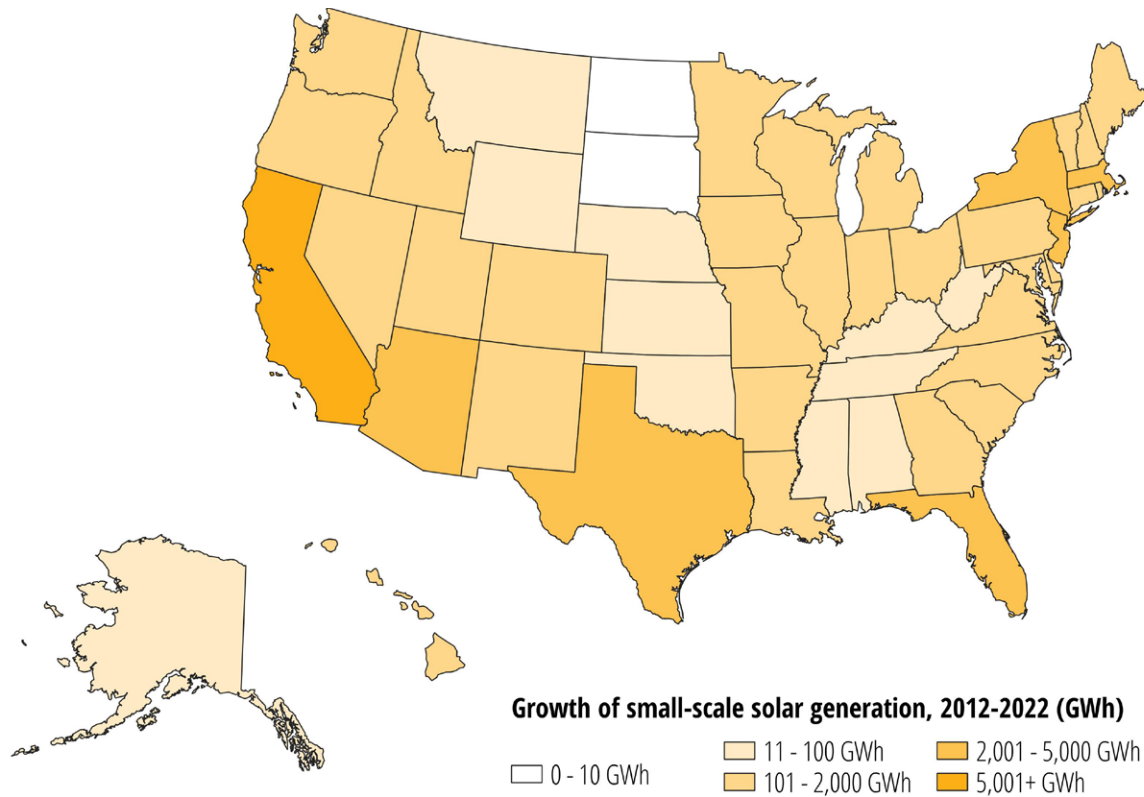 Growth of small-scale solar generation, 2012-2022 (GWh)
0 - 10 GWh
11 - 100 GWh
101 - 2,000 GWh
2,001 - 5,000 GWh
5,001+ GWh